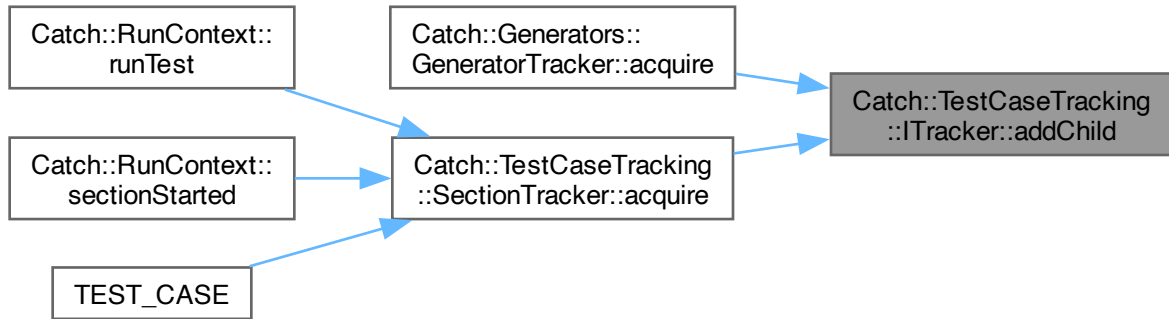 Catch::RunContext::
runTest
Catch::Generators::
GeneratorTracker::acquire
Catch::TestCaseTracking
::ITracker::addChild
Catch::RunContext::
sectionStarted
Catch::TestCaseTracking
::SectionTracker::acquire
TEST_CASE